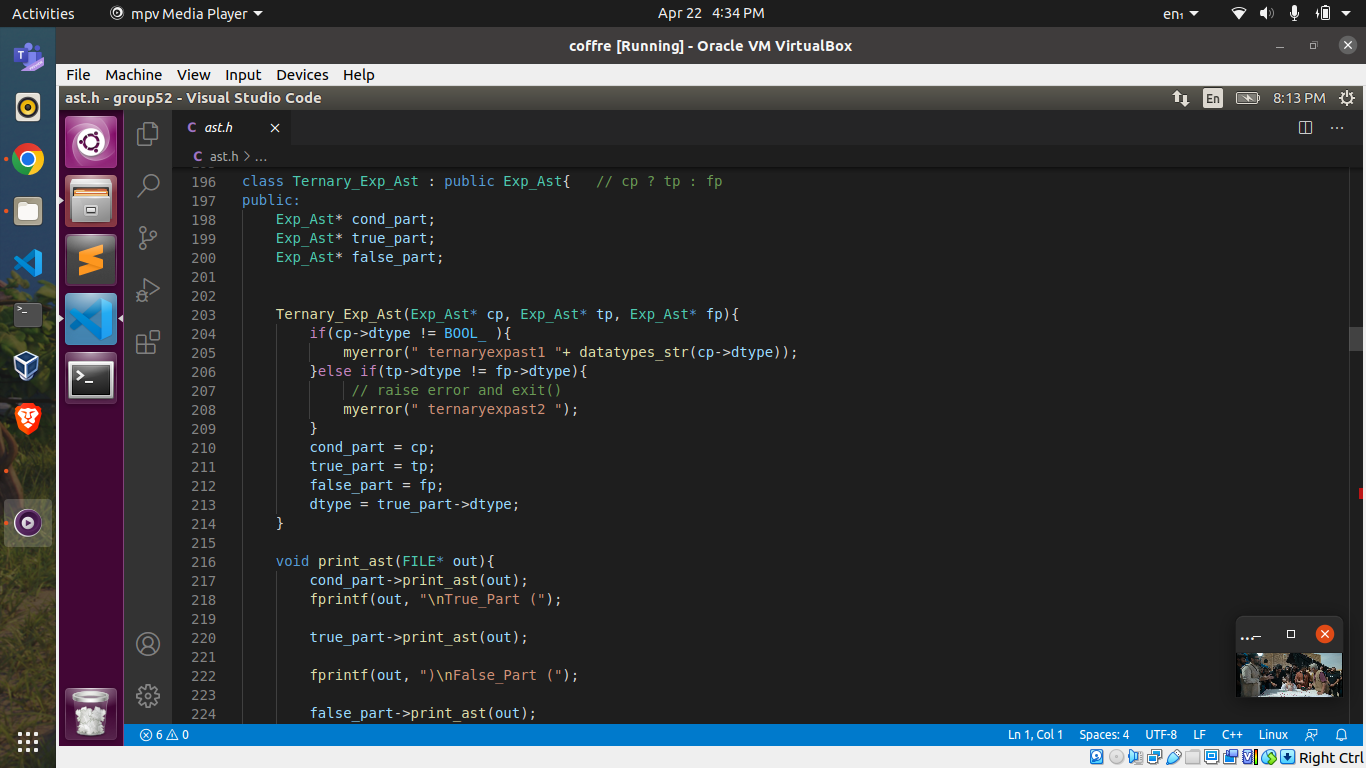 Activities mpv Media Player Apr 22 4:34 PM en₁
coffre [Running] - Oracle VM VirtualBox
File Machine View Input Devices Help
ast.h - group52 - Visual Studio Code En 8:13 PM
C ast.h
C ast.h > ...
196 class Ternary_Exp_Ast : public Exp_Ast{ // cp ? tp : fp
197 public:
198 Exp_Ast* cond_part;
199 Exp_Ast* true_part;
200 Exp_Ast* false_part;
201
202
203 Ternary_Exp_Ast(Exp_Ast* cp, Exp_Ast* tp, Exp_Ast* fp){
204 if(cp->dtype != BOOL_ ){
205 myerror(" ternaryexpast1 "+ datatypes_str(cp->dtype));
206 }else if(tp->dtype != fp->dtype){
207 // raise error and exit()
208 myerror(" ternaryexpast2 ");
209 }
210 cond_part = cp;
211 true_part = tp;
212 false_part = fp;
213 dtype = true_part->dtype;
214 }
215
216 void print_ast(FILE* out){
217 cond_part->print_ast(out);
218 fprintf(out, "\nTrue_Part (");
219
220 true_part->print_ast(out);
221
222 fprintf(out, ")\nFalse_Part (");
223
224 false_part->print_ast(out);
6 0 Ln 1, Col 1 Spaces: 4 UTF-8 LF C++ Linux
Right Ctrl